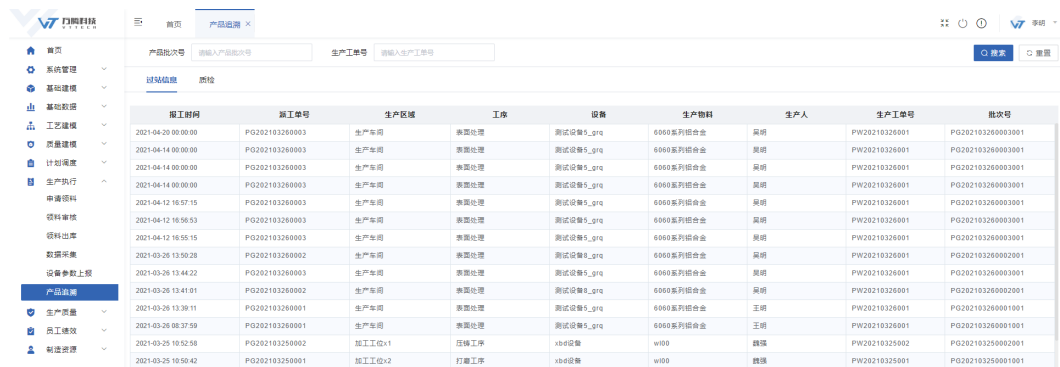 万腾科技
VTTECH
首页
产品追溯 ×
李明
首页
系统管理
基础建模
基础数据
工艺建模
质量建模
计划调度
生产执行
申请领料
领料审核
领料出库
数据采集
设备参数上报
产品追溯
生产质量
员工绩效
制造资源
产品批次号 请输入产品批次号 生产工单号 请输入生产工单号 搜索 重置
过站信息 质检
报工时间 派工单号 生产区域 工序 设备 生产物料 生产人 生产工单号 批次号
2021-04-20 00:00:00 PG202103260003 生产车间 表面处理 测试设备5_grq 6060系列铝合金 吴明 PW20210326001 PG202103260003001
2021-04-14 00:00:00 PG202103260003 生产车间 表面处理 测试设备5_grq 6060系列铝合金 吴明 PW20210326001 PG202103260003001
2021-04-14 00:00:00 PG202103260003 生产车间 表面处理 测试设备5_grq 6060系列铝合金 吴明 PW20210326001 PG202103260003001
2021-04-14 00:00:00 PG202103260003 生产车间 表面处理 测试设备5_grq 6060系列铝合金 吴明 PW20210326001 PG202103260003001
2021-04-12 16:57:15 PG202103260003 生产车间 表面处理 测试设备5_grq 6060系列铝合金 吴明 PW20210326001 PG202103260003001
2021-04-12 16:56:53 PG202103260003 生产车间 表面处理 测试设备5_grq 6060系列铝合金 吴明 PW20210326001 PG202103260003001
2021-04-12 16:55:15 PG202103260003 生产车间 表面处理 测试设备5_grq 6060系列铝合金 吴明 PW20210326001 PG202103260003001
2021-03-26 13:50:28 PG202103260002 生产车间 表面处理 测试设备8_grq 6060系列铝合金 吴明 PW20210326001 PG202103260002001
2021-03-26 13:44:22 PG202103260003 生产车间 表面处理 测试设备5_grq 6060系列铝合金 吴明 PW20210326001 PG202103260003001
2021-03-26 13:41:01 PG202103260002 生产车间 表面处理 测试设备8_grq 6060系列铝合金 吴明 PW20210326001 PG202103260002001
2021-03-26 13:39:11 PG202103260001 生产车间 表面处理 测试设备5_grq 6060系列铝合金 王明 PW20210326001 PG202103260001001
2021-03-26 08:37:59 PG202103260001 生产车间 表面处理 测试设备5_grq 6060系列铝合金 王明 PW20210326001 PG202103260001001
2021-03-25 10:52:58 PG202103250002 加工工位x1 压铸工序 xbd设备 wl00 魏强 PW20210325002 PG202103250002001
2021-03-25 10:50:42 PG202103250001 加工工位x2 打磨工序 xbd设备 wl00 魏强 PW20210325001 PG202103250001001